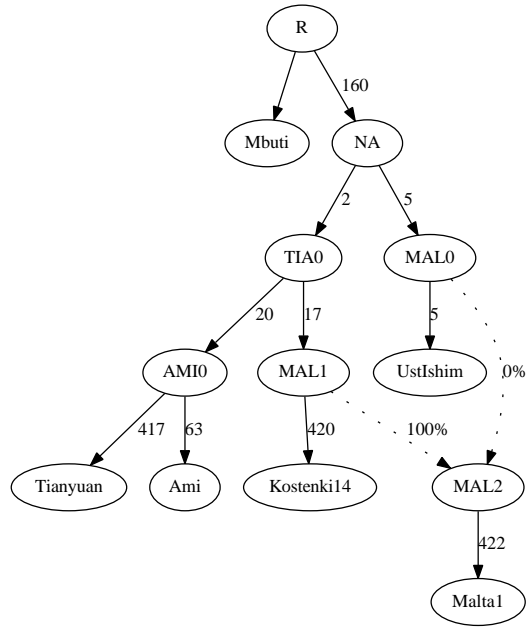 R
160
Mbuti
NA
2
5
TIA0
MAL0
20
17
5
0%
AMI0
MAL1
UstIshim
417
63
420
100%
Tianyuan
Ami
Kostenki14
MAL2
422
Malta1